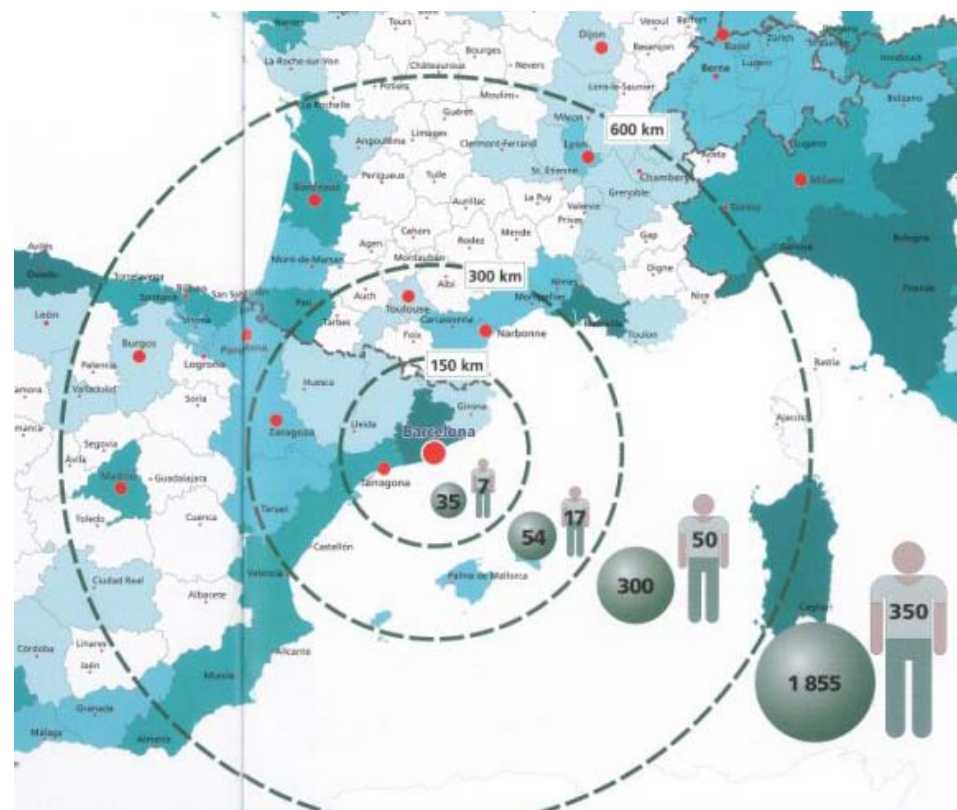 Nantes
Tours
Bourges
Dijon
Vesoul
Belfort
Basel
Zürich
Besançon
La Roche-sur-Yon
Châteauroux
Nevers
Berne
Luzern
Innsbruck
Poitiers
Moulins
Lons-le-Saunier
Bolzano
La Rochelle
Guéret
Mâcon
600 km
Angoulême
Limoges
Clermont-Ferrand
Lyon
Aoste
Lugano
Périgueux
Tulle
St. Étienne
Chambery
Milano
Bordeaux
Aurillac
Le Puy
Valence
Grenoble
Torino
Privas
Cahors
Mende
Gap
Genova
Bologna
Agen
Rodez
Montauban
Digne
Avilés
Mont-de-Marsan
Oviedo
Torrelavega
Santander
Bilbao
San Sebastián
Pau
300 km
Albi
Nîmes
Montpellier
Nice
Firenze
León
Vitoria
Auch
Toulouse
Marseille
Toulon
Burgos
Pamplona
Tarbes
Carcassonne
Narbonne
Palencia
Logroño
Foix
150 km
Bastia
Valladolid
Soria
Huesca
Girona
Zamora
Zaragoza
Lleida
Barcelona
Ajaccio
Salamanca
Segovia
Ávila
Guadalajara
Tarragona
Madrid
35
7
Toledo
Cuenca
Teruel
17
54
Castellón
50
Ciudad Real
Valencia
Palma de Mallorca
300
Albacete
Cagliari
350
Córdoba
Linares
Jaén
Alicante
Murcia
1 855
Granada
Málaga
Almería